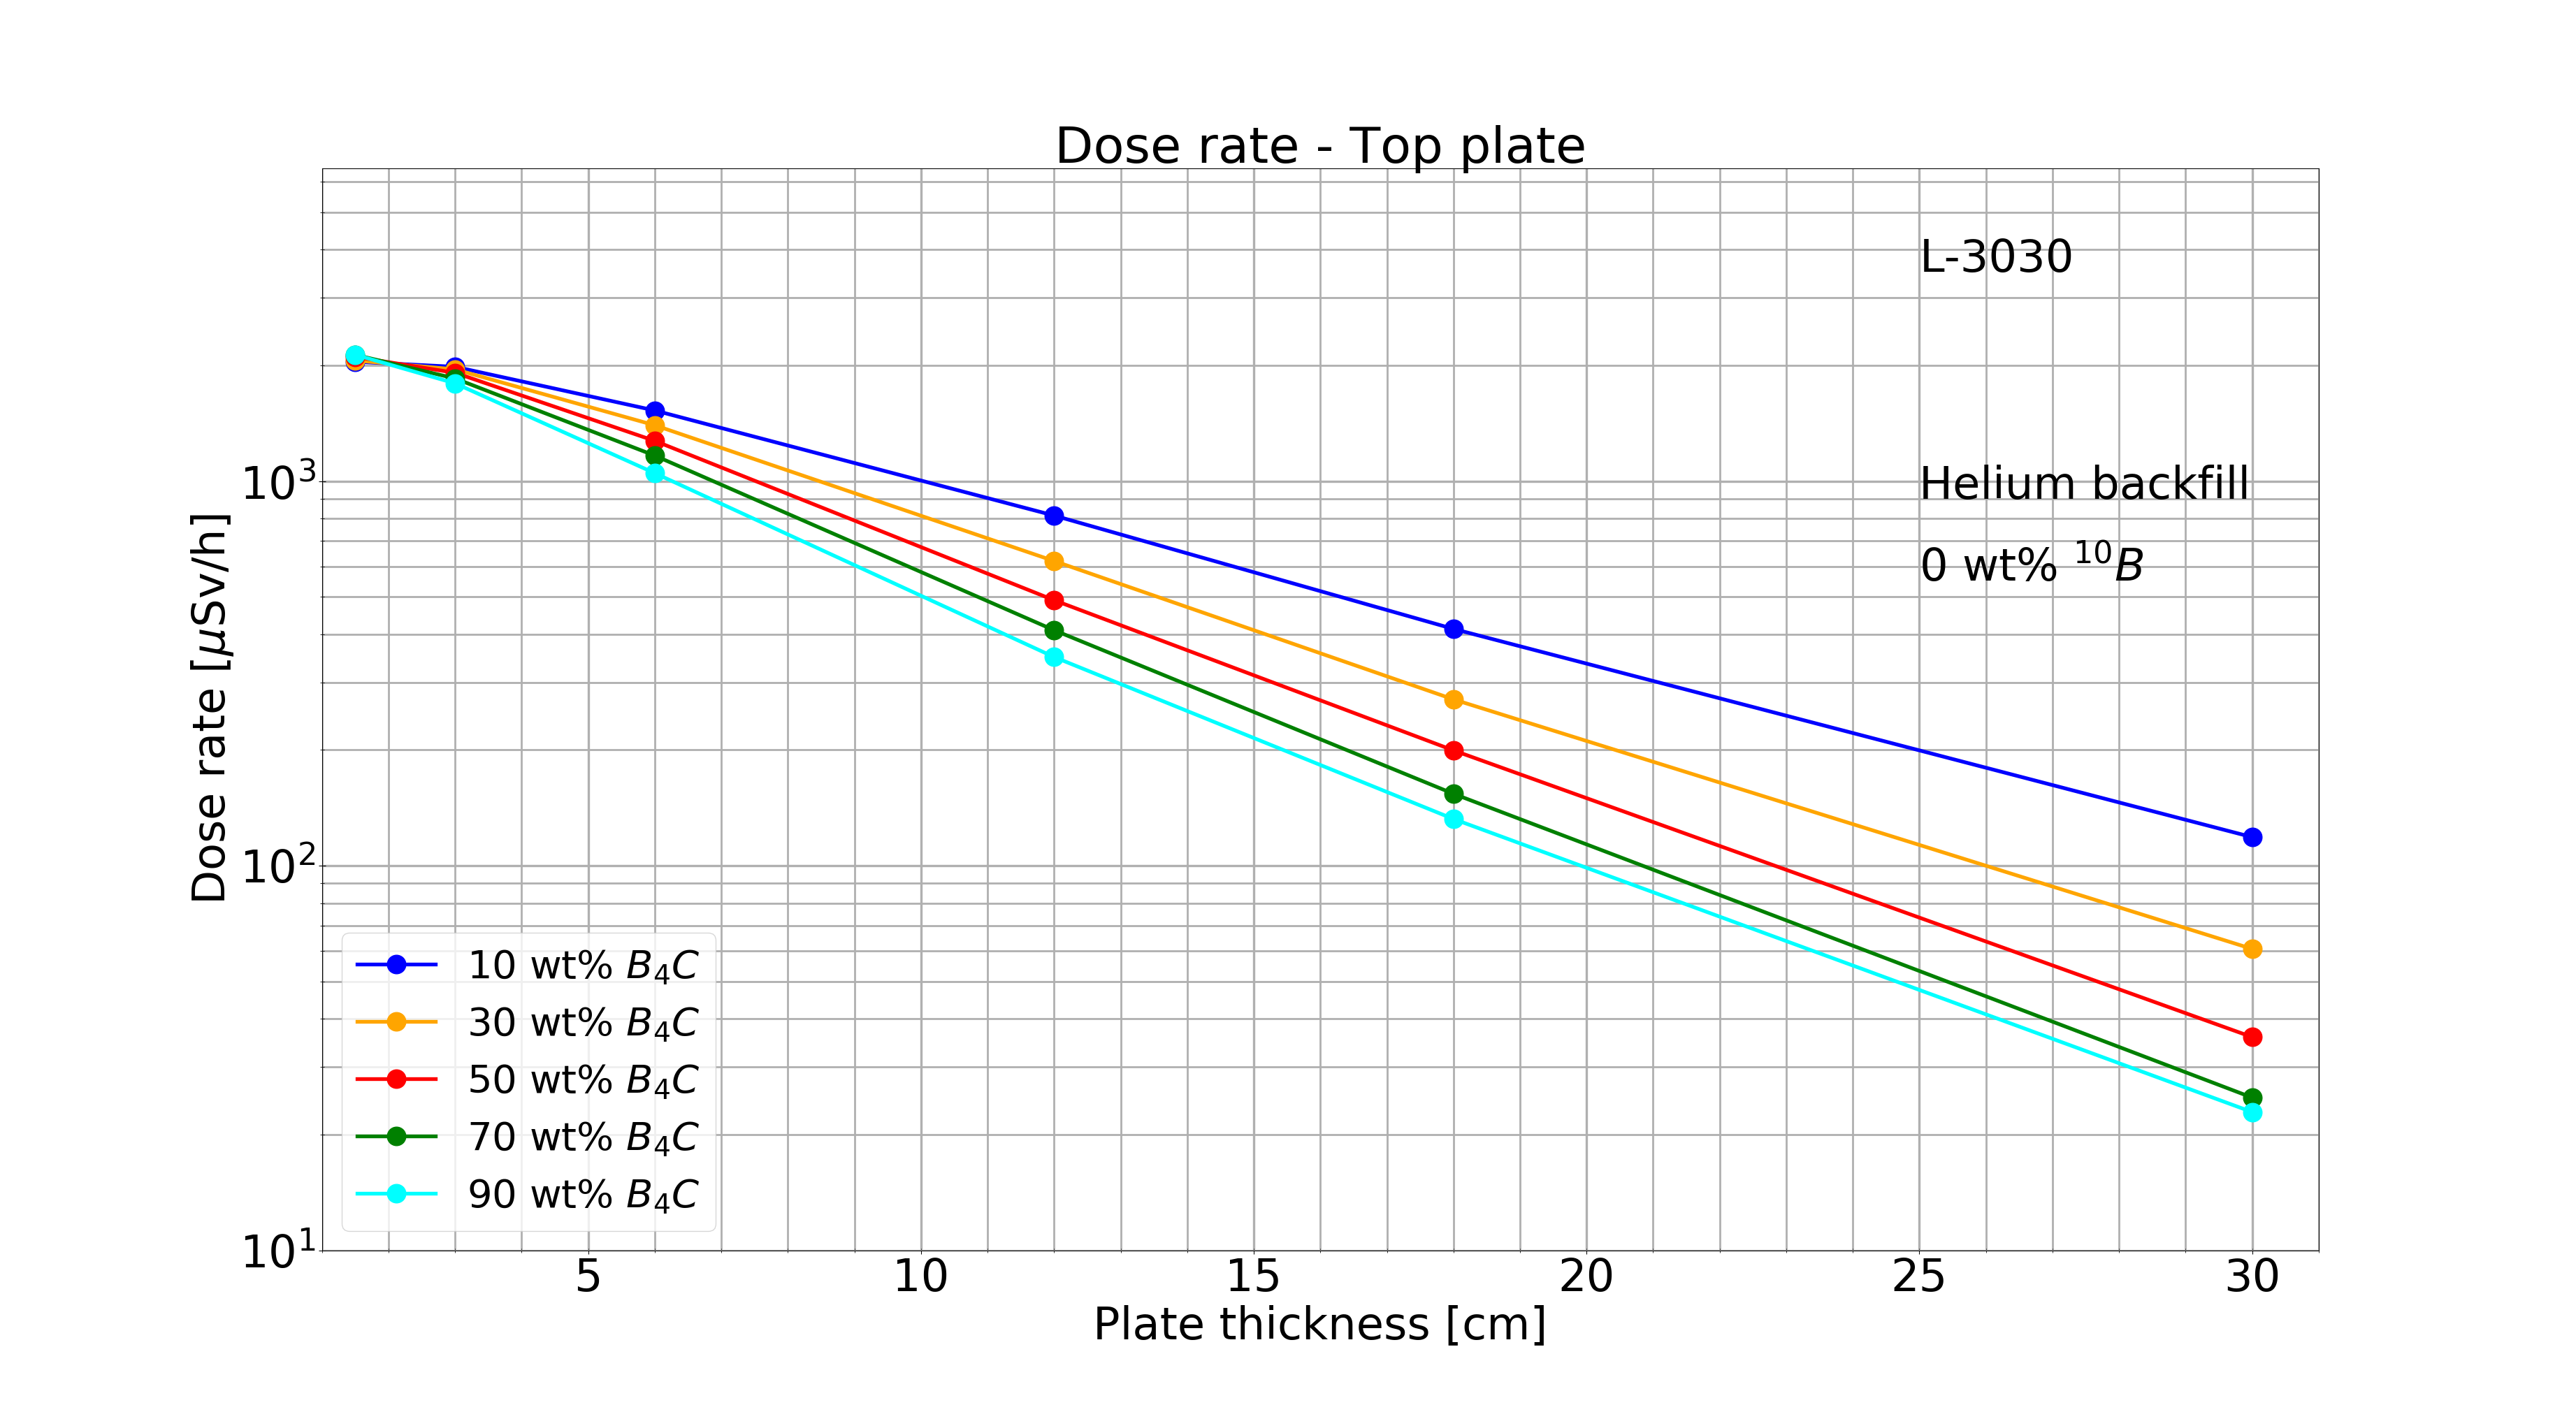 Dose rate - Top plate
L-3030
Helium backfill
0 wt% ¹⁰B
Dose rate [μSv/h]
10³
10²
10¹
10 wt% B₄C
30 wt% B₄C
50 wt% B₄C
70 wt% B₄C
90 wt% B₄C
5 10 15 20 25 30
Plate thickness [cm]